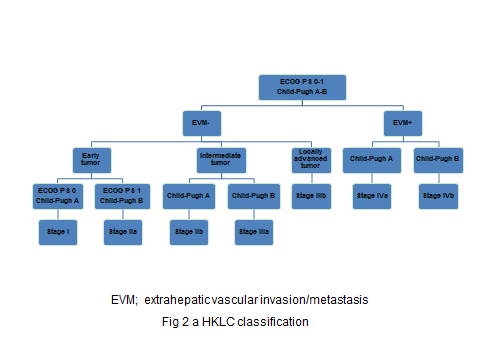 ECOG P S 0-1
Child-Pugh A-B
EVM-
EVM+
Early
tumor
Intermediate
tumor
Locally
advanced
tumor
Child-Pugh A
Child-Pugh B
ECOG P S 0
Child-Pugh A
ECOG P S 1
Child-Pugh B
Child-Pugh A
Child-Pugh B
Stage IIIb
Stage IVa
Stage IVb
Stage I
Stage IIa
Stage IIb
Stage IIIa
EVM; extrahepatic vascular invasion/metastasis
Fig 2 a HKLC classification